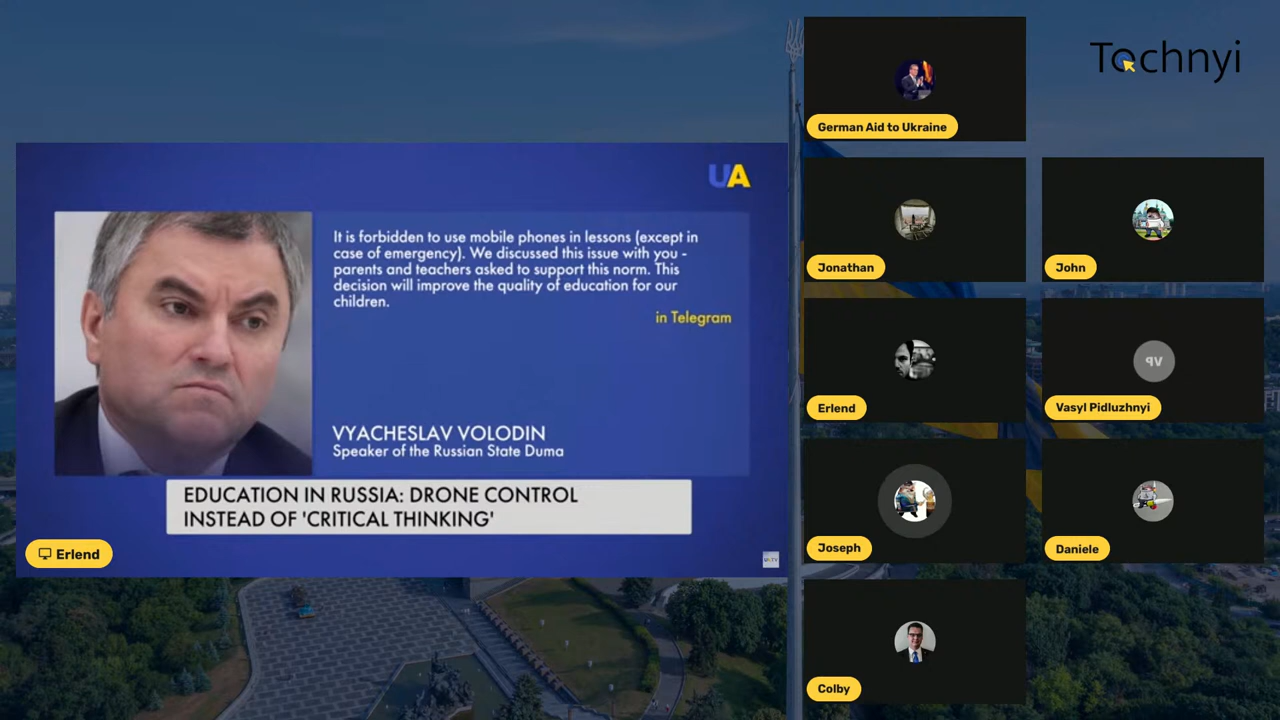 Technyi
UA
It is forbidden to use mobile phones in lessons (except in
case of emergency). We discussed this issue with you -
parents and teachers asked to support this norm. This
decision will improve the quality of education for our
children.
in Telegram
VYACHESLAV VOLODIN
Speaker of the Russian State Duma
EDUCATION IN RUSSIA: DRONE CONTROL
INSTEAD OF 'CRITICAL THINKING'
Erlend
German Aid to Ukraine
Jonathan
John
Erlend
VP
Vasyl Pidluzhnyi
Joseph
Daniele
Colby